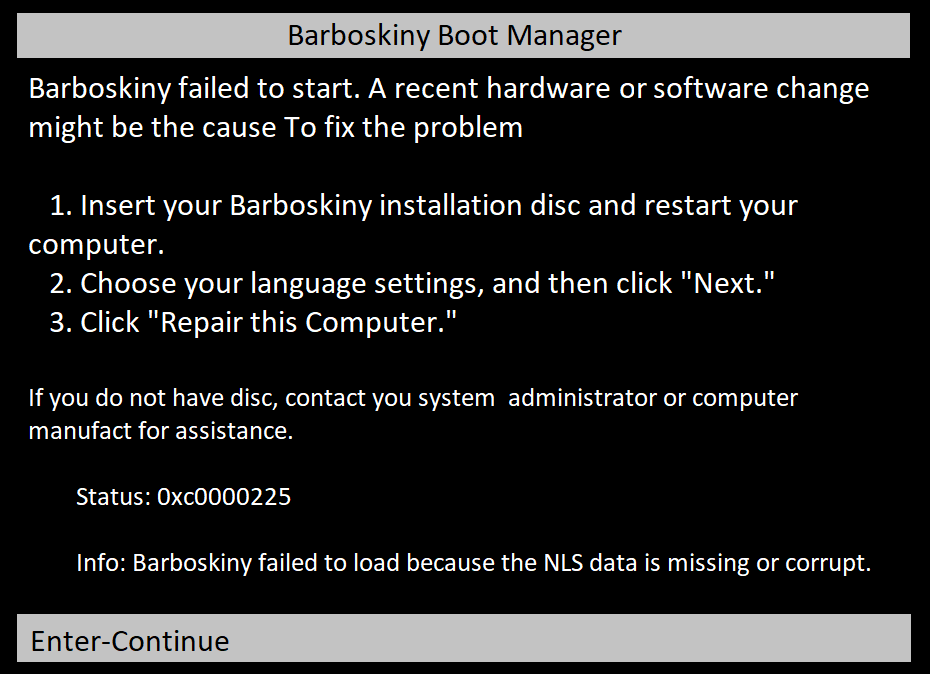 Barboskiny Boot Manager
Barboskiny failed to start. A recent hardware or software change
might be the cause To fix the problem
1. Insert your Barboskiny installation disc and restart your
computer.
2. Choose your language settings, and then click "Next."
3. Click "Repair this Computer."
If you do not have disc, contact you system  administrator or computer
manufact for assistance.
Status: 0xc0000225
Info: Barboskiny failed to load because the NLS data is missing or corrupt.
Enter-Continue